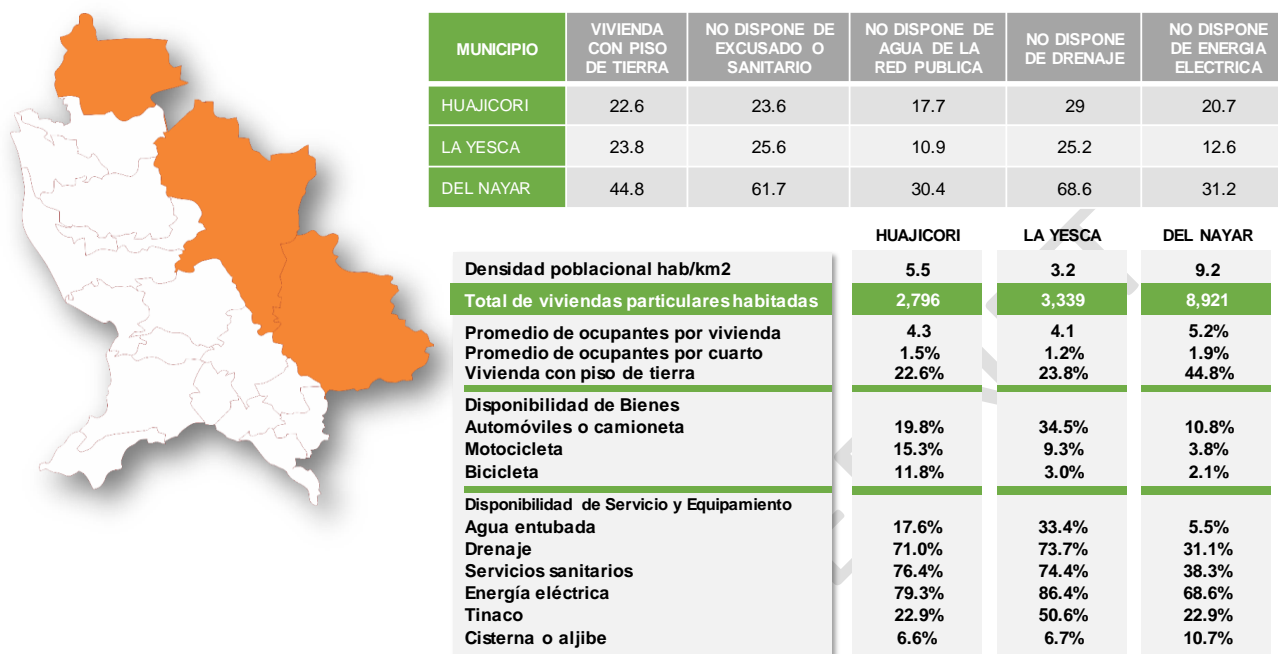 MUNICIPIO VIVIENDA CON PISO DE TIERRA NO DISPONE DE EXCUSADO O SANITARIO NO DISPONE DE AGUA DE LA RED PUBLICA NO DISPONE DE DRENAJE NO DISPONE DE ENERGIA ELECTRICA
HUAJICORI 22.6 23.6 17.7 29 20.7
LA YESCA 23.8 25.6 10.9 25.2 12.6
DEL NAYAR 44.8 61.7 30.4 68.6 31.2
HUAJICORI LA YESCA DEL NAYAR
Densidad poblacional hab/km2 5.5 3.2 9.2
Total de viviendas particulares habitadas 2,796 3,339 8,921
Promedio de ocupantes por vivienda 4.3 4.1 5.2%
Promedio de ocupantes por cuarto 1.5% 1.2% 1.9%
Vivienda con piso de tierra 22.6% 23.8% 44.8%
Disponibilidad de Bienes
Automóviles o camioneta 19.8% 34.5% 10.8%
Motocicleta 15.3% 9.3% 3.8%
Bicicleta 11.8% 3.0% 2.1%
Disponibilidad de Servicio y Equipamiento
Agua entubada 17.6% 33.4% 5.5%
Drenaje 71.0% 73.7% 31.1%
Servicios sanitarios 76.4% 74.4% 38.3%
Energía eléctrica 79.3% 86.4% 68.6%
Tinaco 22.9% 50.6% 22.9%
Cisterna o aljibe 6.6% 6.7% 10.7%